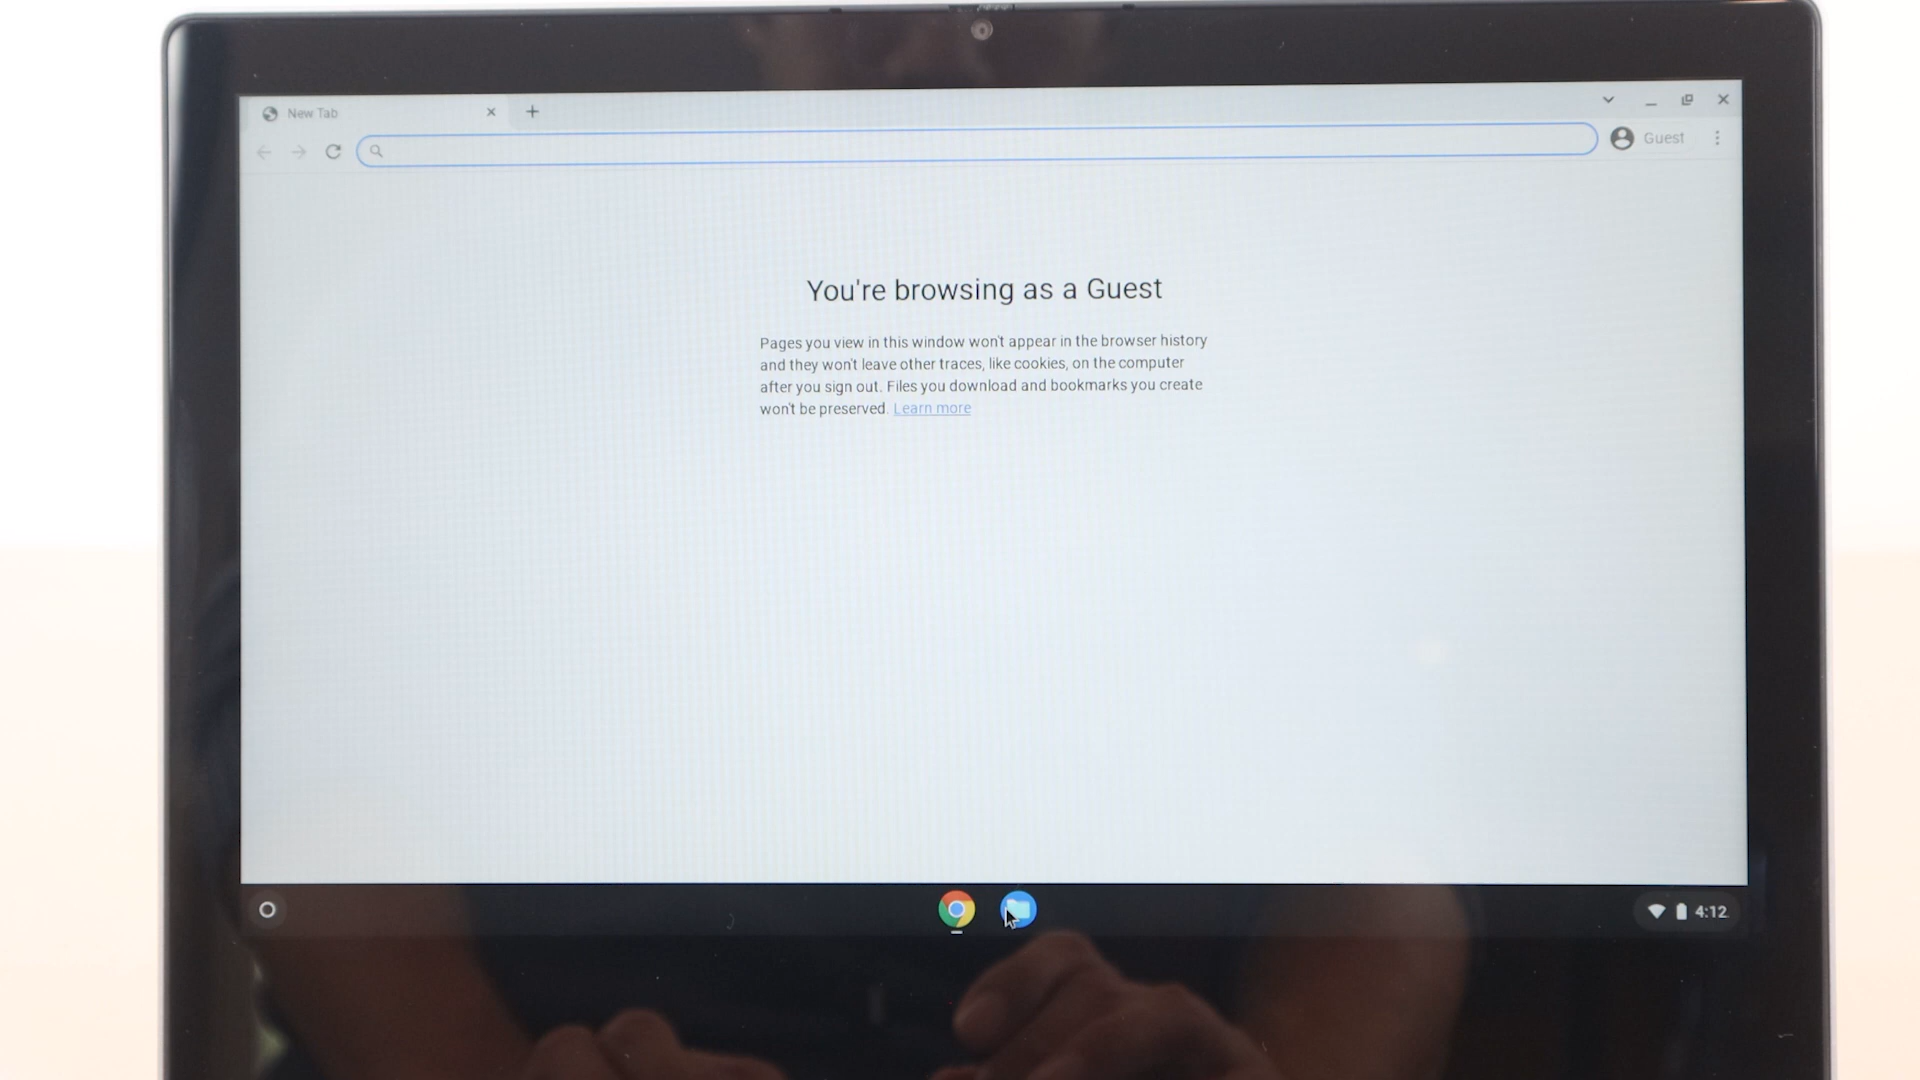 New Tab
Guest
You're browsing as a Guest
Pages you view in this window won't appear in the browser history
and they won't leave other traces, like cookies, on the computer
after you sign out. Files you download and bookmarks you create
won't be preserved. Learn more
4:12